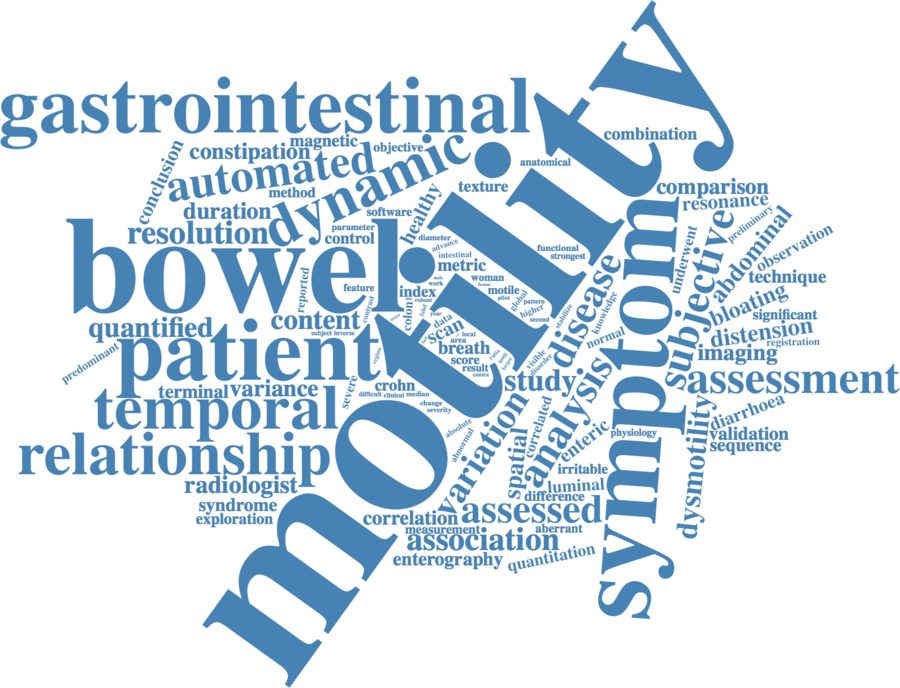 motility
gastrointestinal
bowel
symptom
patient
dynamic
automated
temporal
relationship
combination
magnetic
constipation
objective
anatomical
conclusion
method
texture
comparison
resonance
duration
software
healthy
resolution
parameter
control
diameter
advance
intestinal
functional
strongest
preliminary
abdominal
observation
subjective
underwent
disease
technique
bloating
significant
distension
registration
imaging
assessment
reported
feature
contrast
metric
index
robust
colon
woman
lower
motile
pilot
global
pattern
higher
second
stabilize
knowledge
normal
male
work
year
data
scan
local
area
breath
score
result
centre
ratio
visible
disorder
quantified
content
subject
inverse
region
predominant
severe
crohn
difficult
clinical
median
change
severity
terminal
variance
study
analysis
variation
absolute
abnormal
correlated
spatial
enteric
physiology
irritable
luminal
difference
dysmotility
diarrhoea
validation
sequence
radiologist
syndrome
exploration
correlation
assessed
measurement
aberrant
association
enterography
quantitation